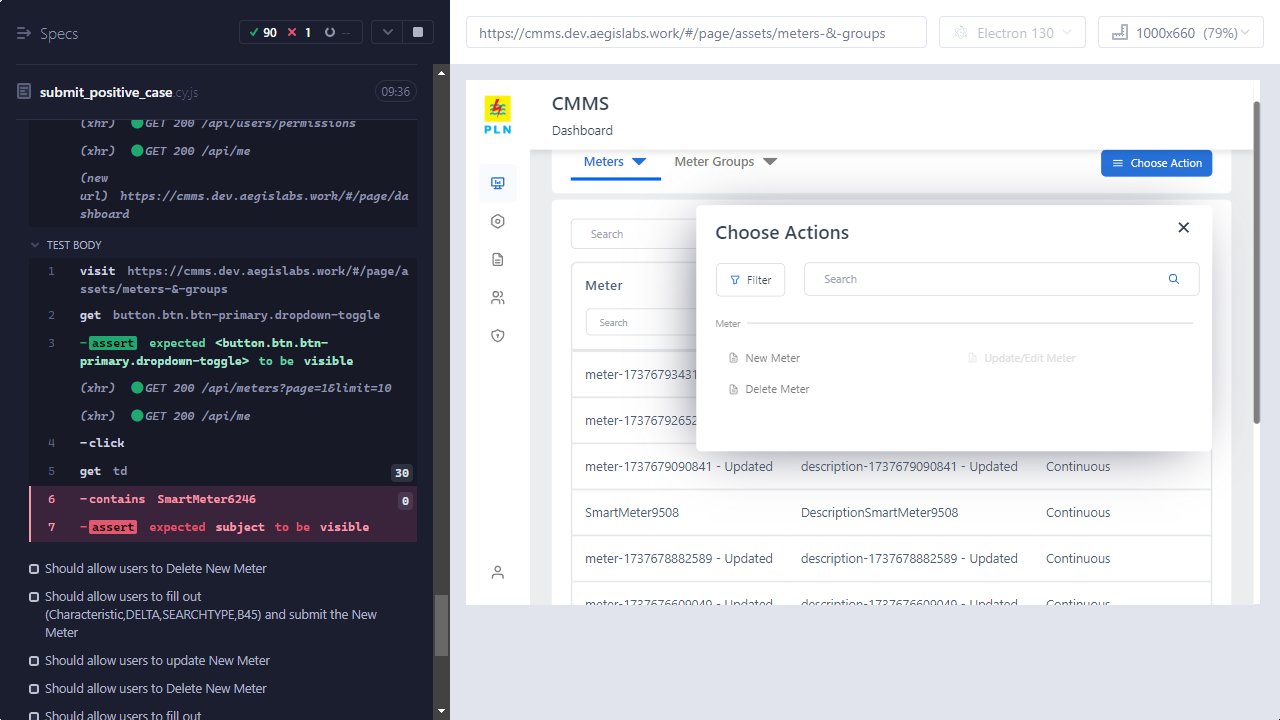 Specs
90
1
--
submit_positive_case.cy.js
09:36
(xhr) GET 200 /api/users/permissions
(xhr) GET 200 /api/me
(new
url) https://cmms.dev.aegislabs.work/#/page/da
shboard
TEST BODY
1 visit https://cmms.dev.aegislabs.work/#/page/a
ssets/meters-&-groups
2 get button.btn.btn-primary.dropdown-toggle
3 -assert expected <button.btn.btn-
primary.dropdown-toggle> to be visible
(xhr) GET 200 /api/meters?page=1&limit=10
(xhr) GET 200 /api/me
4 -click
5 get td 30
6 -contains SmartMeter6246 0
7 -assert expected subject to be visible
Should allow users to Delete New Meter
Should allow users to fill out
(Characteristic,DELTA,SEARCHTYPE,B45) and submit the New
Meter
Should allow users to update New Meter
Should allow users to Delete New Meter
Should allow users to fill out
https://cmms.dev.aegislabs.work/#/page/assets/meters-&-groups
Electron 130
1000x660 (79%)
PLN
CMMS
Dashboard
Meters
Meter Groups
Choose Action
Search
Meter
Search
Choose Actions
Filter
Search
Meter
New Meter
Update/Edit Meter
Delete Meter
meter-1737679343
meter-1737679265
meter-1737679090841 - Updated description-1737679090841 - Updated Continuous
SmartMeter9508 DescriptionSmartMeter9508 Continuous
meter-1737678882589 - Updated description-1737678882589 - Updated Continuous
meter-1737676609049 - Updated description-1737676609049 - Updated Continuous